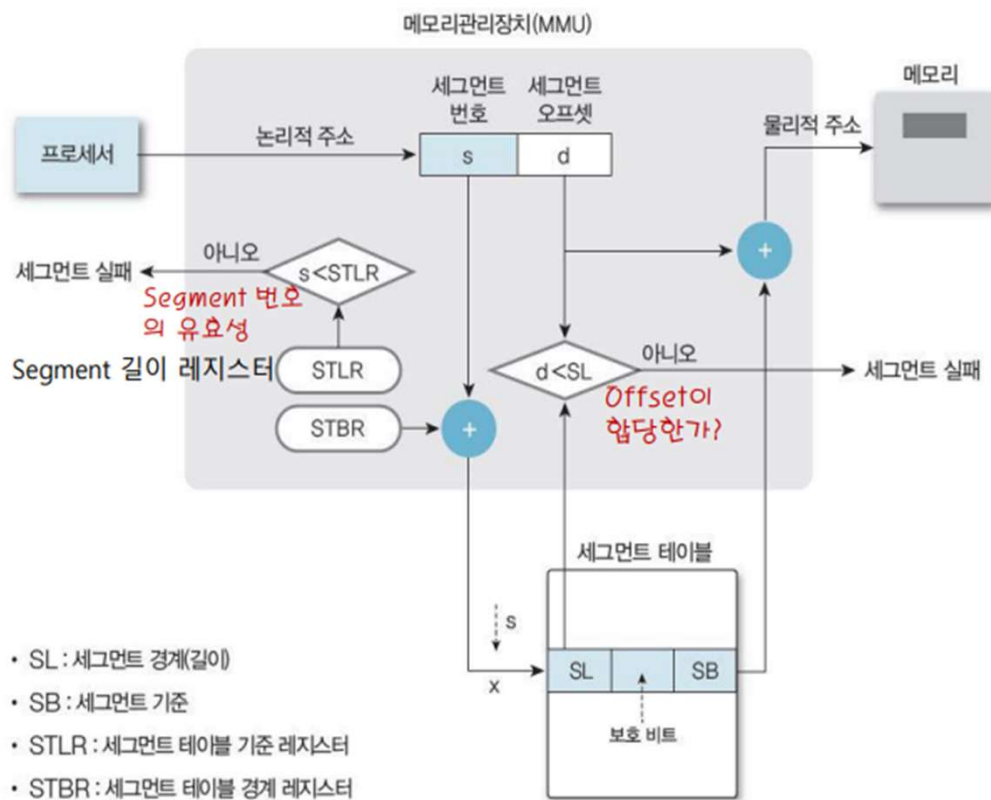 메모리관리장치(MMU)
세그먼트
번호
세그먼트
오프셋
메모리
프로세서
논리적 주소
s
d
물리적 주소
+
아니오
세그먼트 실패
s<STLR
Segment 번호
의 유효성
Segment 길이 레지스터
STLR
STBR
+
d<SL
아니오
세그먼트 실패
Offset이
합당한가?
세그먼트 테이블
s
x
SL
SB
보호 비트
• SL : 세그먼트 경계(길이)
• SB : 세그먼트 기준
• STLR : 세그먼트 테이블 기준 레지스터
• STBR : 세그먼트 테이블 경계 레지스터